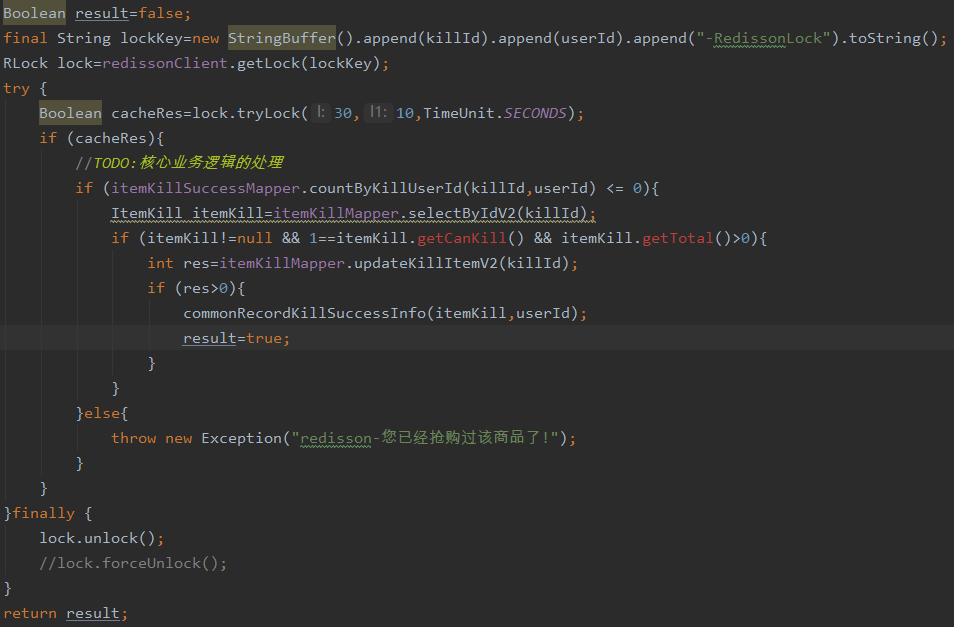 Boolean result=false;
final String lockKey=new StringBuffer().append(killId).append(userId).append("-RedissonLock").toString();
RLock lock=redissonClient.getLock(lockKey);
try {
Boolean cacheRes=lock.tryLock( l: 30, l1: 10,TimeUnit.SECONDS);
if (cacheRes){
//TODO:核心业务逻辑的处理
if (itemKillSuccessMapper.countByKillUserId(killId,userId) <= 0){
ItemKill itemKill=itemKillMapper.selectByIdV2(killId);
if (itemKill!=null && 1==itemKill.getCanKill() && itemKill.getTotal()>0){
int res=itemKillMapper.updateKillItemV2(killId);
if (res>0){
commonRecordKillSuccessInfo(itemKill,userId);
result=true;
}
}
}else{
throw new Exception("redisson-您已经抢购过该商品了!");
}
}
}finally {
lock.unlock();
//lock.forceUnlock();
}
return result;